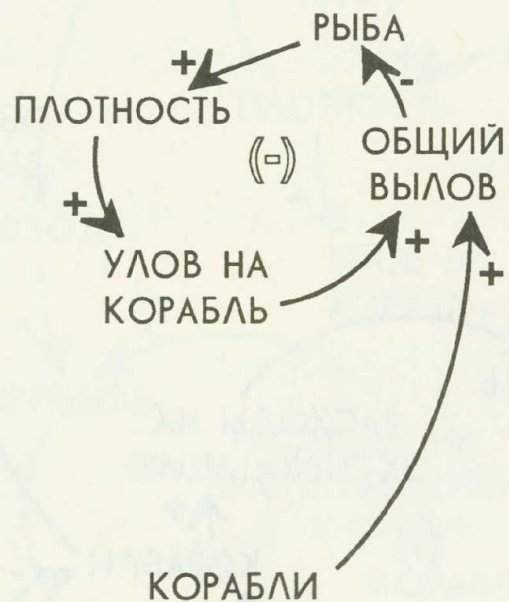 РЫБА
+
-
ПЛОТНОСТЬ
(-)
ОБЩИЙ
ВЫЛОВ
+
+
+
УЛОВ НА
КОРАБЛЬ
КОРАБЛИ